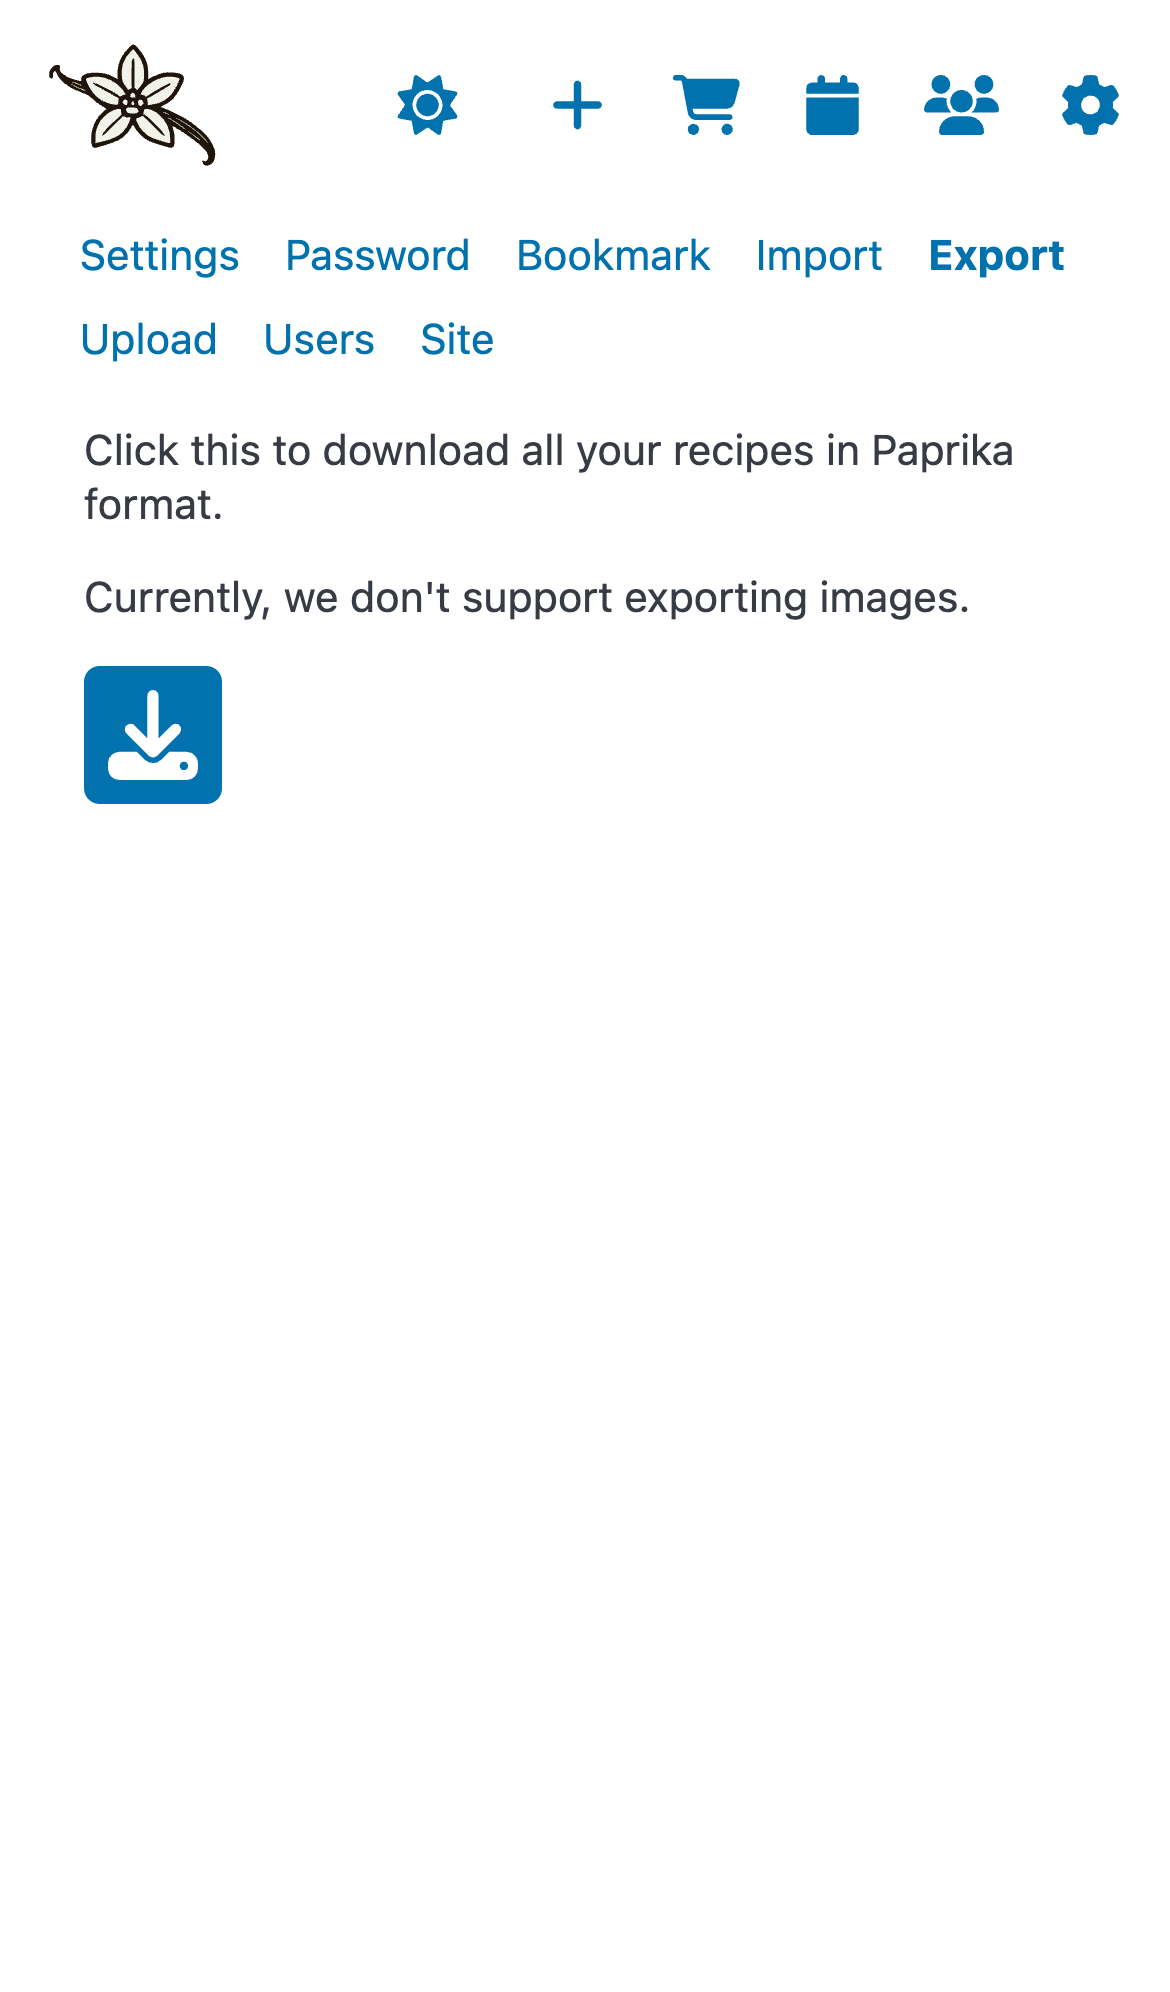 Settings Password Bookmark Import Export
Upload Users Site
Click this to download all your recipes in Paprika
format.
Currently, we don't support exporting images.